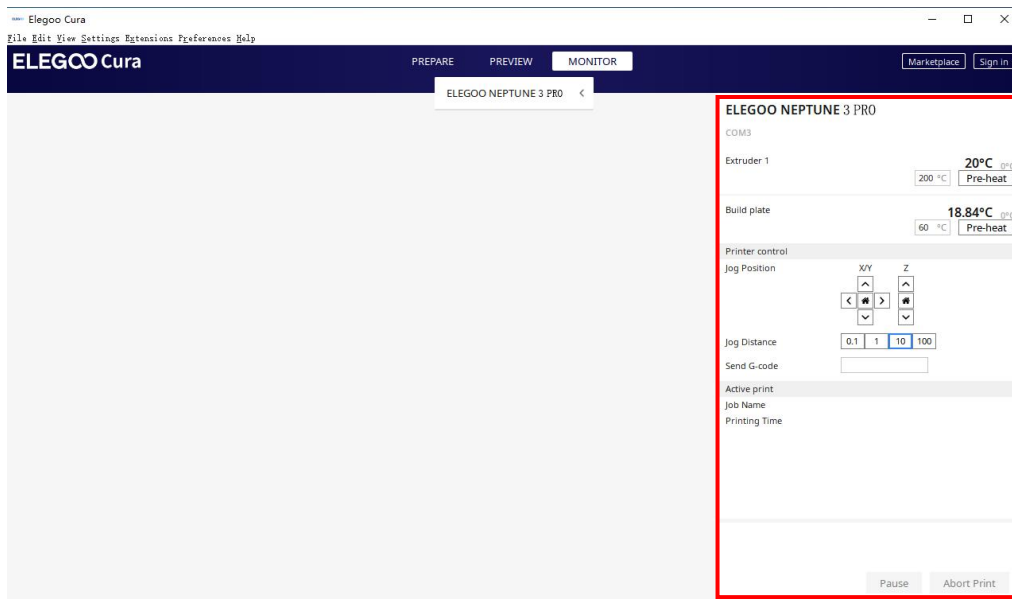 Elegoo Cura
File Edit View Settings Extensions Preferences Help
ELEGOO Cura
PREPARE PREVIEW MONITOR
Marketplace Sign in
ELEGOO NEPTUNE 3 PRO
ELEGOO NEPTUNE 3 PRO
COM3
Extruder 1
20°C
200 °C Pre-heat
Build plate
18.84°C
60 °C Pre-heat
Printer control
Jog Position X/Y Z
Jog Distance 0.1 1 10 100
Send G-code
Active print
Job Name
Printing Time
Pause Abort Print